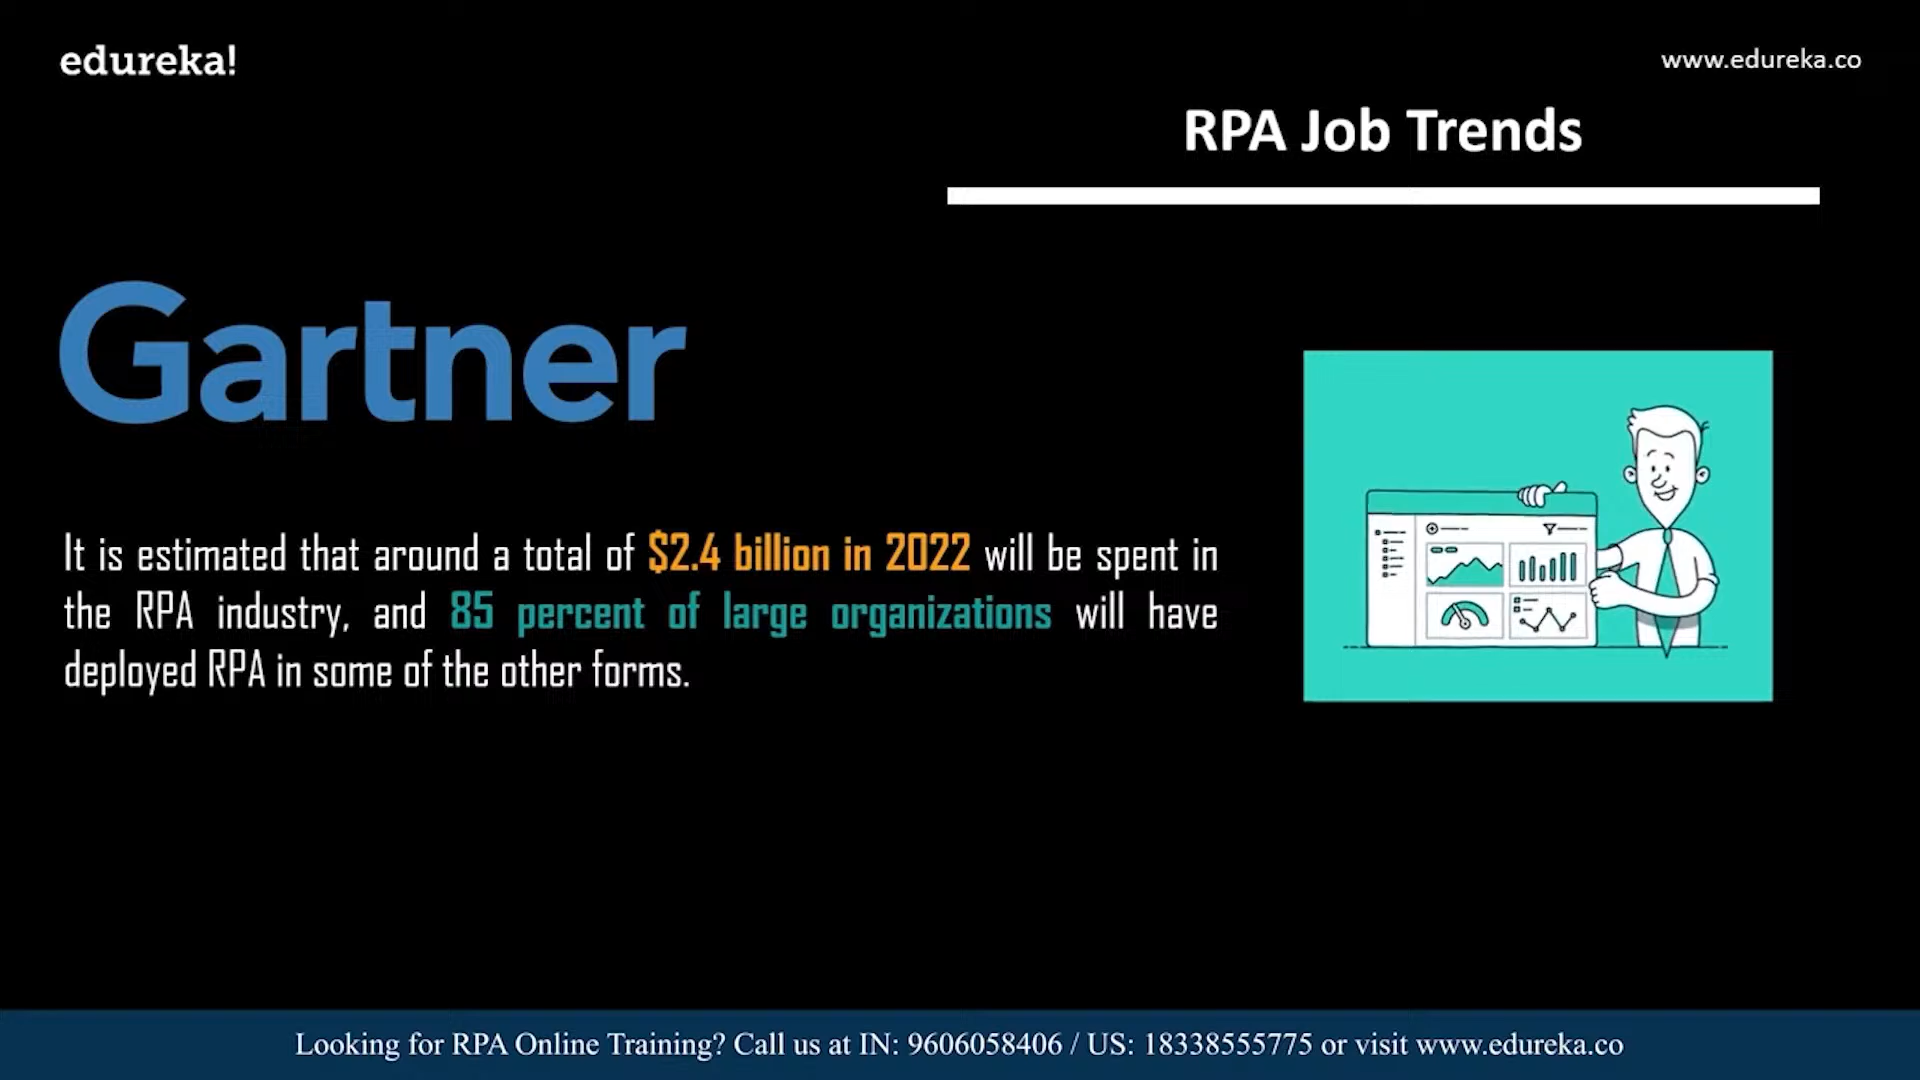 edureka!
www.edureka.co
RPA Job Trends
Gartner
It is estimated that around a total of $2.4 billion in 2022 will be spent in
the RPA industry, and 85 percent of large organizations will have
deployed RPA in some of the other forms.
Looking for RPA Online Training? Call us at IN: 9606058406 / US: 18338555775 or visit www.edureka.co